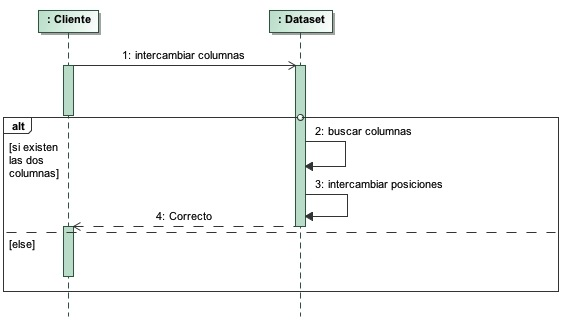 : Cliente
: Dataset
1: intercambiar columnas
alt
2: buscar columnas
[si existen
las dos
columnas]
3: intercambiar posiciones
4: Correcto
[else]